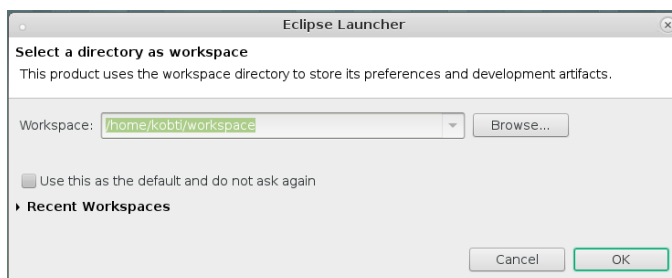 Eclipse Launcher
Select a directory as workspace
This product uses the workspace directory to store its preferences and development artifacts.
Workspace: /home/kobti/workspace Browse...
Use this as the default and do not ask again
Recent Workspaces
Cancel OK